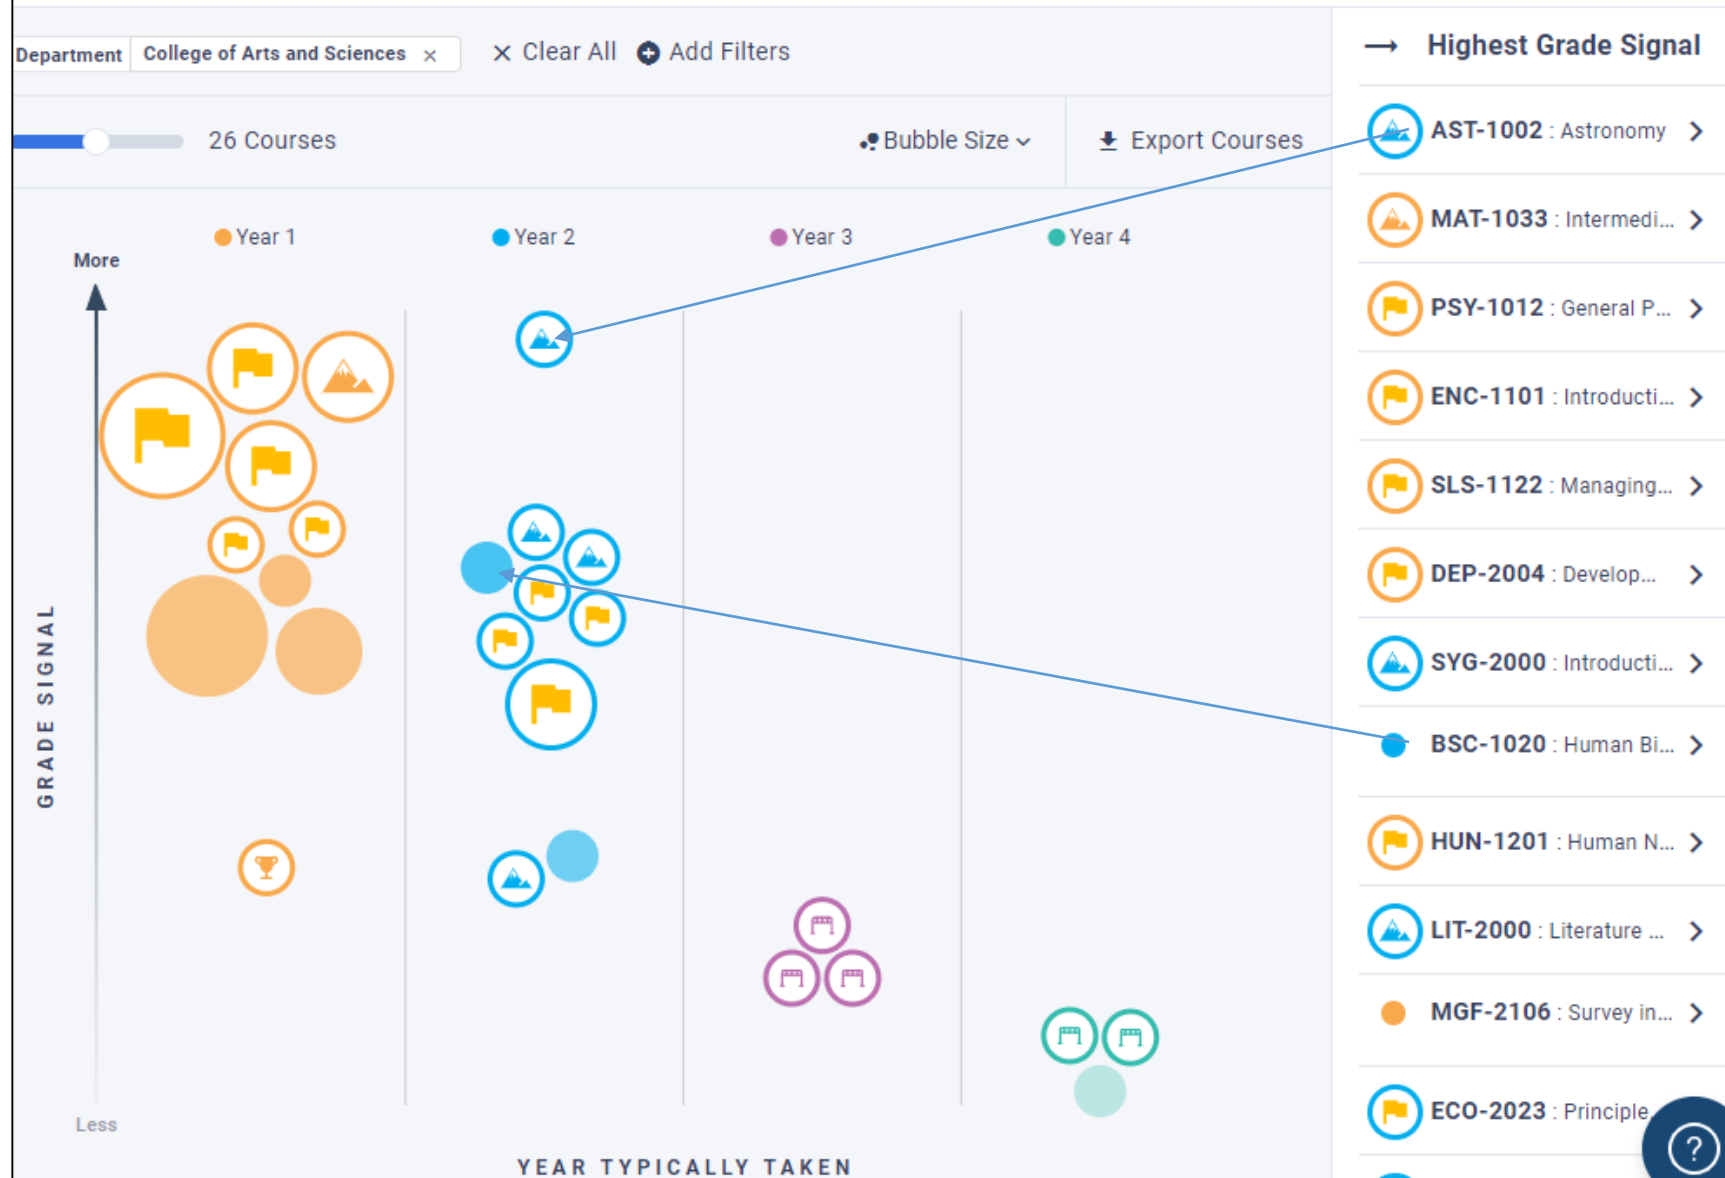 Department College of Arts and Sciences × × Clear All Add Filters
26 Courses Bubble Size Export Courses
Year 1 Year 2 Year 3 Year 4
More
GRADE SIGNAL
Less
YEAR TYPICALLY TAKEN
Highest Grade Signal
AST-1002 : Astronomy
MAT-1033 : Intermedi...
PSY-1012 : General P...
ENC-1101 : Introducti...
SLS-1122 : Managing...
DEP-2004 : Develop...
SYG-2000 : Introducti...
BSC-1020 : Human Bi...
HUN-1201 : Human N...
LIT-2000 : Literature ...
MGF-2106 : Survey in...
ECO-2023 : Principle
?